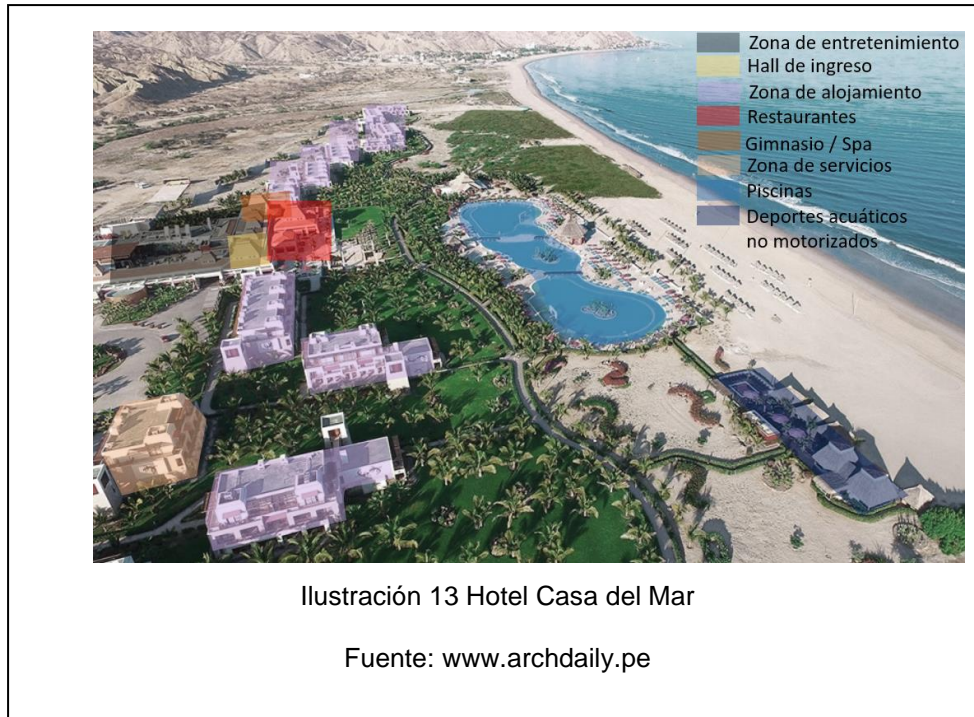 Zona de entretenimiento
Hall de ingreso
Zona de alojamiento
Restaurantes
Gimnasio / Spa
Zona de servicios
Piscinas
Deportes acuáticos
no motorizados
Ilustración 13 Hotel Casa del Mar
Fuente: www.archdaily.pe